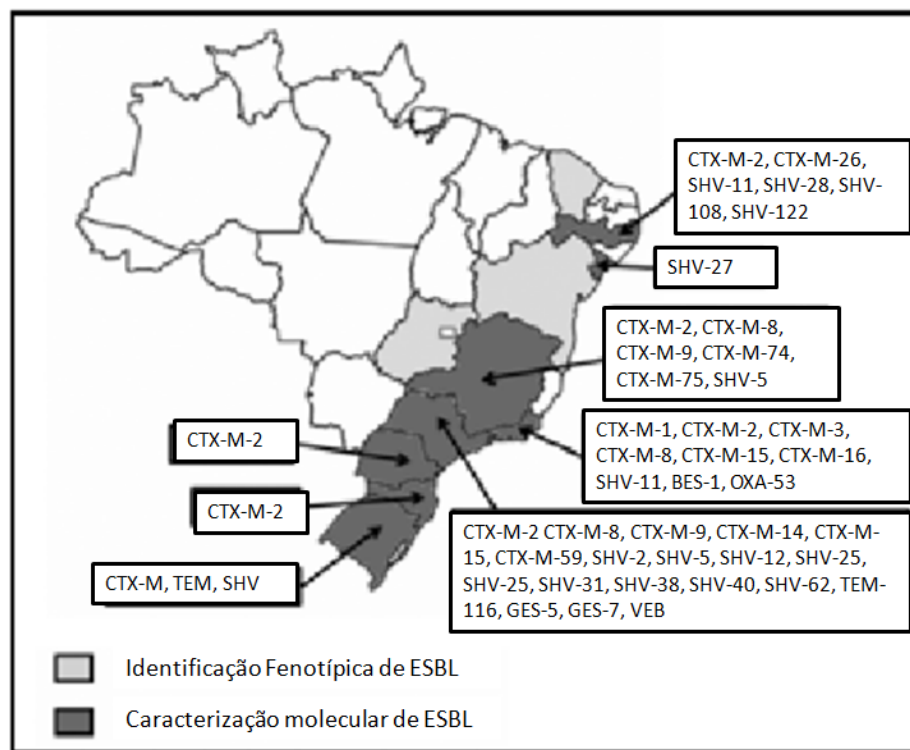 CTX-M-2, CTX-M-26,
SHV-11, SHV-28, SHV-
108, SHV-122
SHV-27
CTX-M-2, CTX-M-8,
CTX-M-9, CTX-M-74,
CTX-M-75, SHV-5
CTX-M-1, CTX-M-2, CTX-M-3,
CTX-M-8, CTX-M-15, CTX-M-16,
SHV-11, BES-1, OXA-53
CTX-M-2
CTX-M-2
CTX-M-2 CTX-M-8, CTX-M-9, CTX-M-14, CTX-M-
15, CTX-M-59, SHV-2, SHV-5, SHV-12, SHV-25,
SHV-25, SHV-31, SHV-38, SHV-40, SHV-62, TEM-
116, GES-5, GES-7, VEB
CTX-M, TEM, SHV
Identificação Fenotípica de ESBL
Caracterização molecular de ESBL